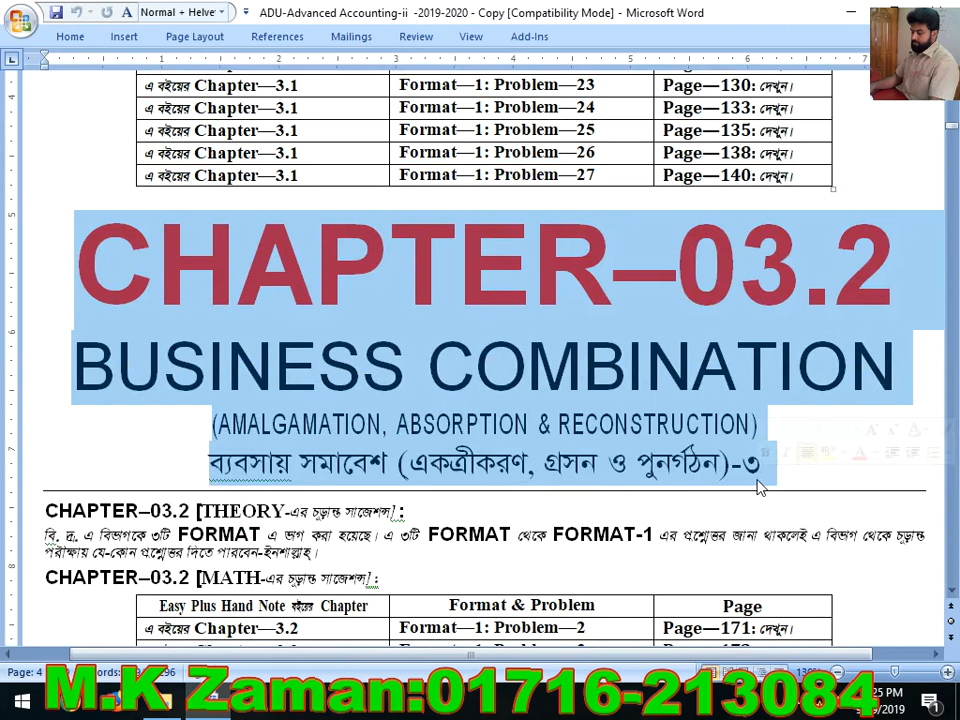 Normal + Helve
ADU-Advanced Accounting-ii -2019-2020 - Copy [Compatibility Mode] - Microsoft Word
Home Insert Page Layout References Mailings Review View Add-Ins
এ বইয়ের Chapter—3.1 Format—1: Problem—23 Page—130: দেখুন।
এ বইয়ের Chapter—3.1 Format—1: Problem—24 Page—133: দেখুন।
এ বইয়ের Chapter—3.1 Format—1: Problem—25 Page—135: দেখুন।
এ বইয়ের Chapter—3.1 Format—1: Problem—26 Page—138: দেখুন।
এ বইয়ের Chapter—3.1 Format—1: Problem—27 Page—140: দেখুন।
CHAPTER–03.2
BUSINESS COMBINATION
(AMALGAMATION, ABSORPTION & RECONSTRUCTION)
ব্যবসায় সমাবেশ (একত্রীকরণ, গ্রসন ও পুনর্গঠন)-৩
CHAPTER–03.2 [THEORY-এর চূড়ান্ত সাজেশন্স] :
বি. দ্র. এ বিভাগকে ৩টি FORMAT এ ভাগ করা হয়েছে। এ ৩টি FORMAT থেকে FORMAT-1 এর প্রশ্নোত্তর জানা থাকলেই এ বিভাগ থেকে চূড়ান্ত
পরীক্ষায় যে-কোন প্রশ্নোত্তর দিতে পারবেন-ইনশাল্লাহ্।
CHAPTER–03.2 [MATH-এর চূড়ান্ত সাজেশন্স] :
Easy Plus Hand Note বইয়ের Chapter Format & Problem Page
এ বইয়ের Chapter—3.2 Format—1: Problem—2 Page—171: দেখুন।
Page: 4
M.K Zaman:01716-213084